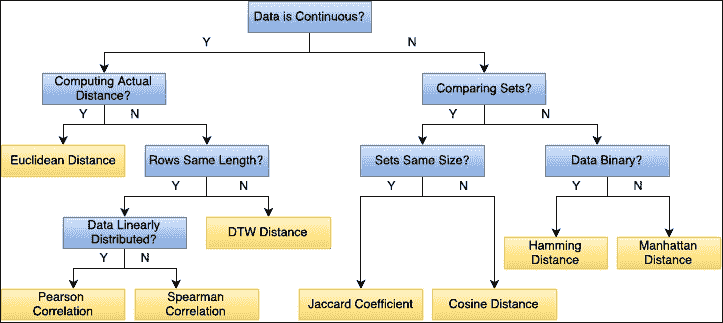 Data is Continuous?
Y N
Computing Actual
Distance?
Comparing Sets?
Y N Y N
Euclidean Distance
Rows Same Length?
Sets Same Size?
Data Binary?
Y N Y N Y N
Data Linearly
Distributed?
DTW Distance
Hamming
Distance
Manhattan
Distance
Y N
Pearson
Correlation
Spearman
Correlation
Jaccard Coefficient
Cosine Distance